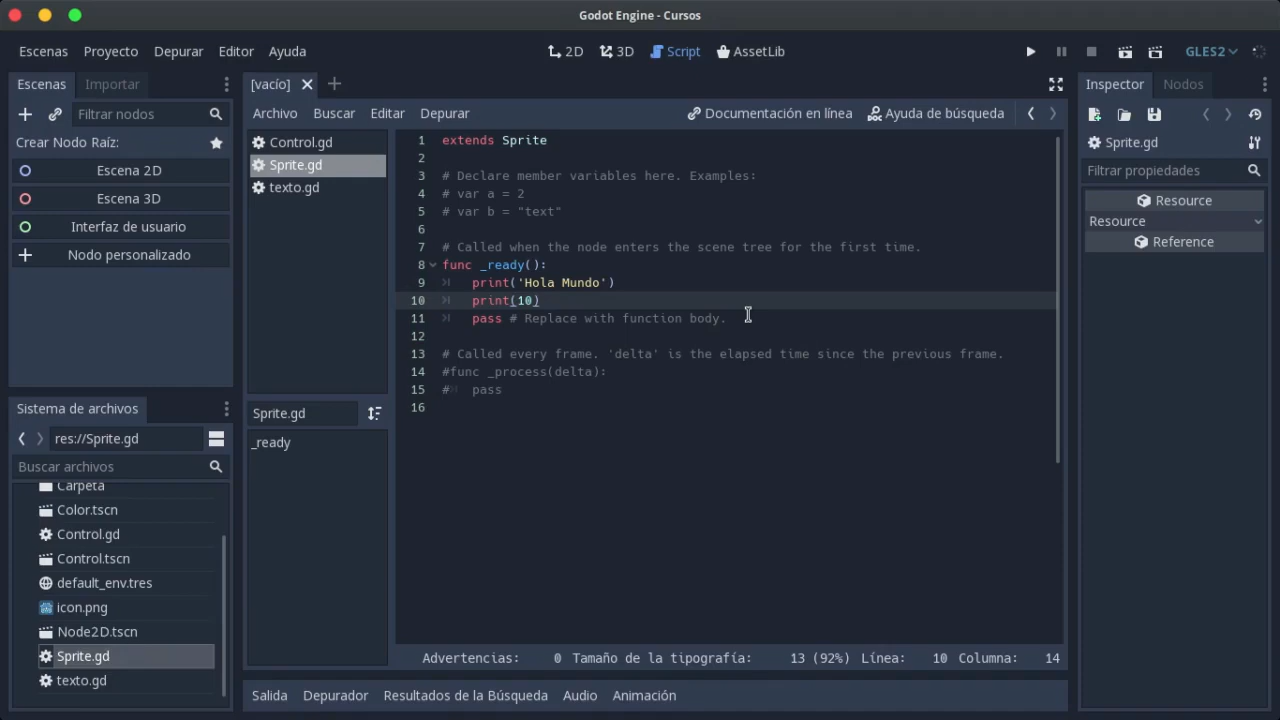 Godot Engine - Cursos
Escenas Proyecto Depurar Editor Ayuda
2D 3D Script AssetLib
GLES2
Escenas Importar
Filtrar nodos
Crear Nodo Raíz:
Escena 2D
Escena 3D
Interfaz de usuario
Nodo personalizado
Sistema de archivos
res://Sprite.gd
Buscar archivos
Carpeta
Color.tscn
Control.gd
Control.tscn
default_env.tres
icon.png
Node2D.tscn
Sprite.gd
texto.gd
[vacío]
Archivo Buscar Editar Depurar
Documentación en línea Ayuda de búsqueda
Control.gd
Sprite.gd
texto.gd
Sprite.gd
_ready
1 extends Sprite
2
3 # Declare member variables here. Examples:
4 # var a = 2
5 # var b = "text"
6
7 # Called when the node enters the scene tree for the first time.
8 func _ready():
9 print('Hola Mundo')
10 print(10)
11 pass # Replace with function body.
12
13 # Called every frame. 'delta' is the elapsed time since the previous frame.
14 #func _process(delta):
15 # pass
16
Advertencias: 0 Tamaño de la tipografía: 13 (92%) Línea: 10 Columna: 14
Salida Depurador Resultados de la Búsqueda Audio Animación
Inspector Nodos
Sprite.gd
Filtrar propiedades
Resource
Resource
Reference